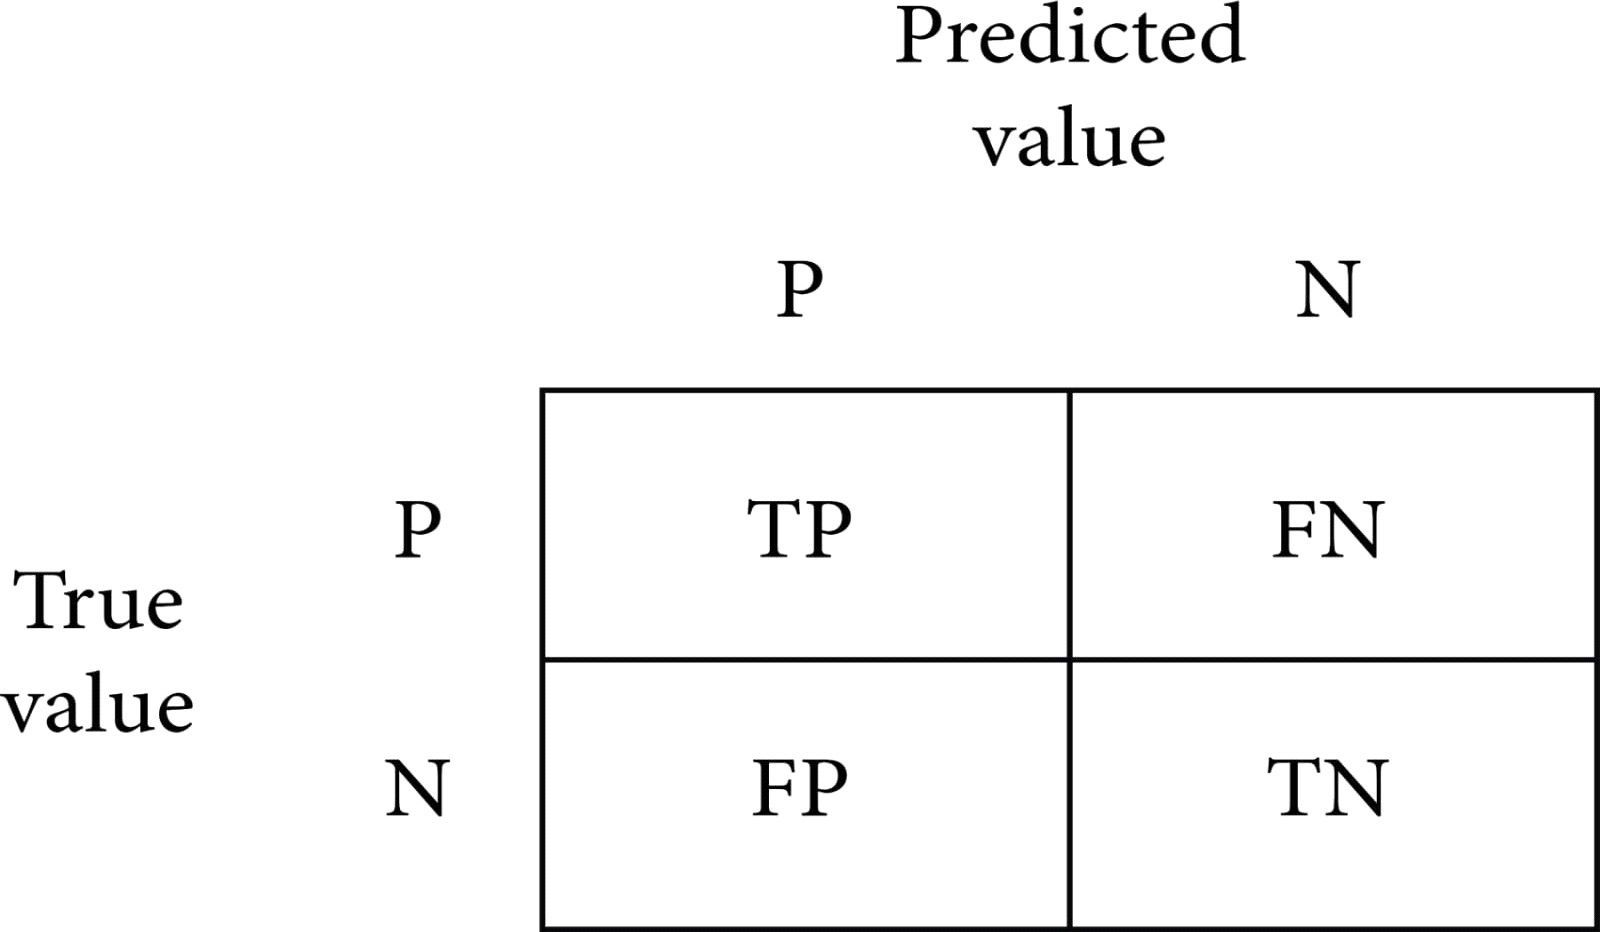 Predicted
value
P N
P TP FN
True
value
N FP TN